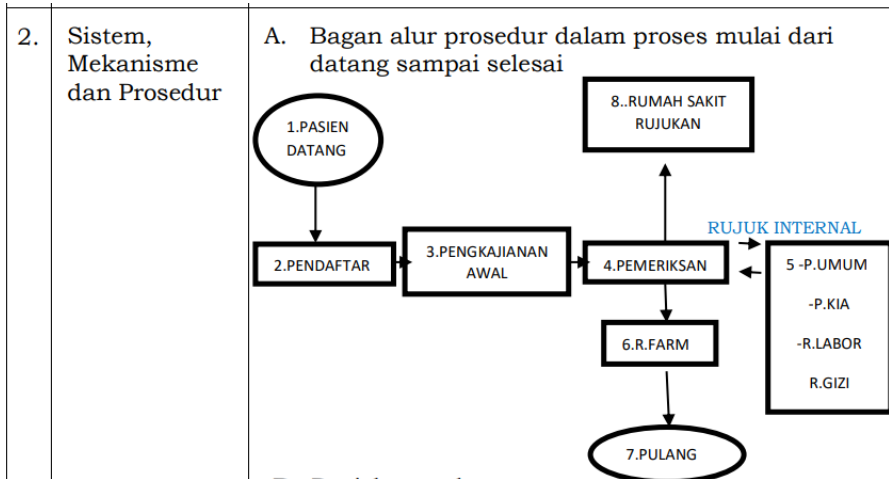 2.
Sistem,
Mekanisme
dan Prosedur
A. Bagan alur prosedur dalam proses mulai dari
datang sampai selesai
1.PASIEN
DATANG
2.PENDAFTAR
3.PENGKAJIANAN
AWAL
4.PEMERIKSAN
8..RUMAH SAKIT
RUJUKAN
RUJUK INTERNAL
5 -P.UMUM
-P.KIA
-R.LABOR
R.GIZI
6.R.FARM
7.PULANG